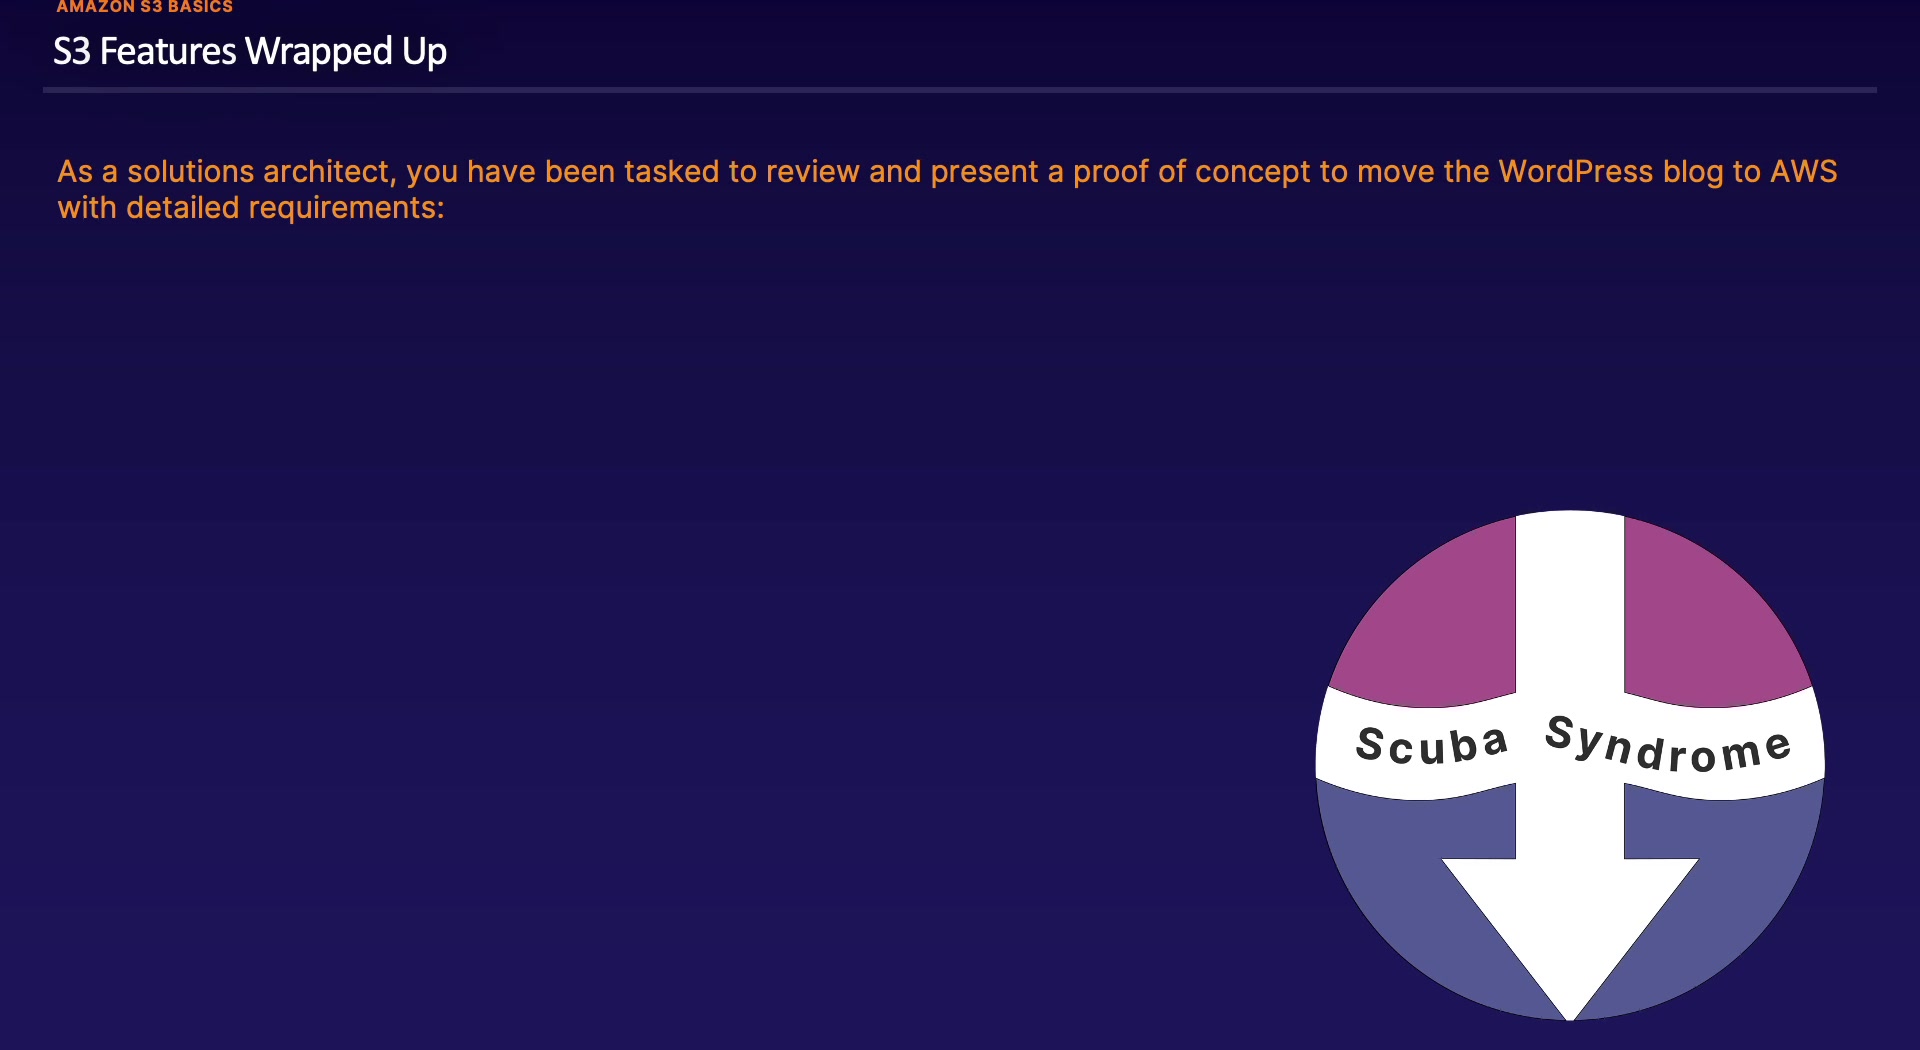 AMAZON S3 BASICS
S3 Features Wrapped Up
As a solutions architect, you have been tasked to review and present a proof of concept to move the WordPress blog to AWS
with detailed requirements:
Scuba Syndrome